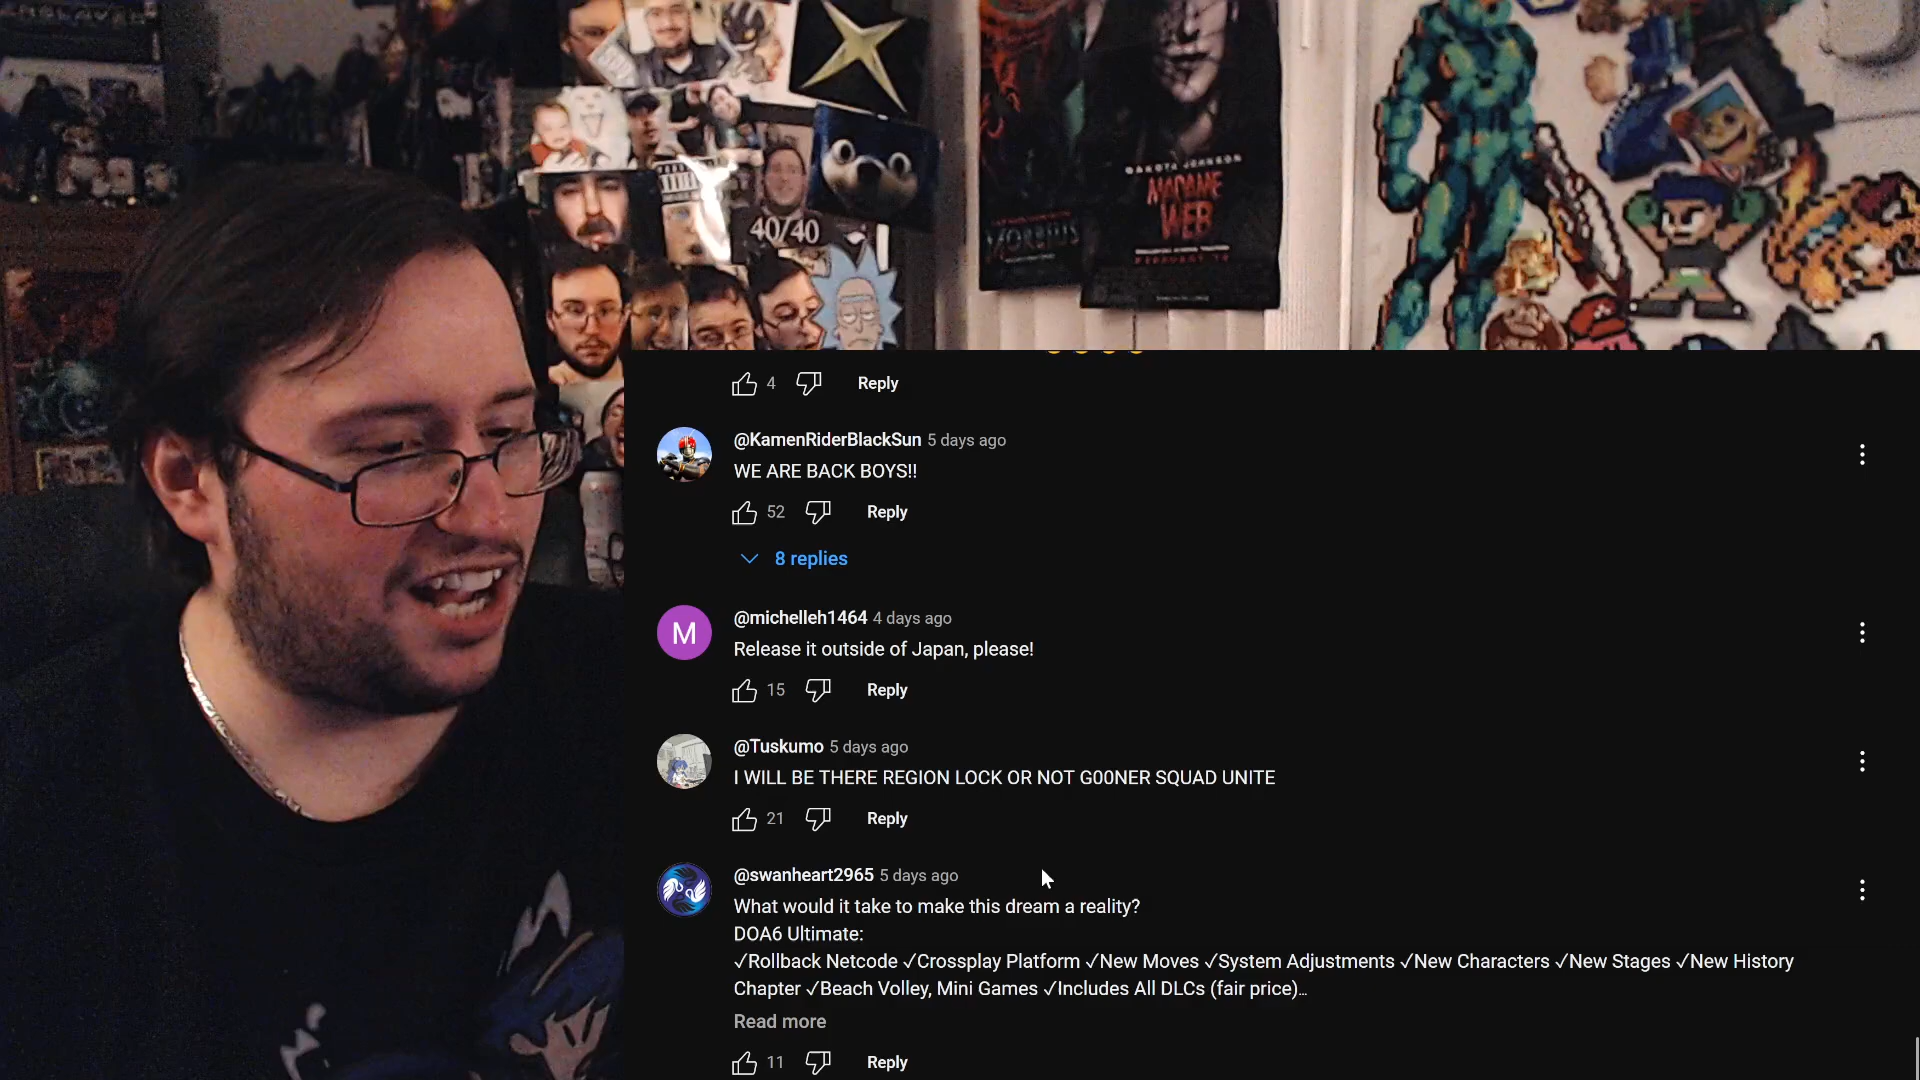 40/40
MORBIUS
DAKOTA JOHNSON
MADAME
WEB
FEBRUARY 14
4 Reply
@KamenRiderBlackSun 5 days ago
WE ARE BACK BOYS!!
52 Reply
8 replies
M
@michelleh1464 4 days ago
Release it outside of Japan, please!
15 Reply
@Tuskumo 5 days ago
I WILL BE THERE REGION LOCK OR NOT G00NER SQUAD UNITE
21 Reply
@swanheart2965 5 days ago
What would it take to make this dream a reality?
DOA6 Ultimate:
✓Rollback Netcode ✓Crossplay Platform ✓New Moves ✓System Adjustments ✓New Characters ✓New Stages ✓New History
Chapter ✓Beach Volley, Mini Games ✓Includes All DLCs (fair price)...
Read more
11 Reply